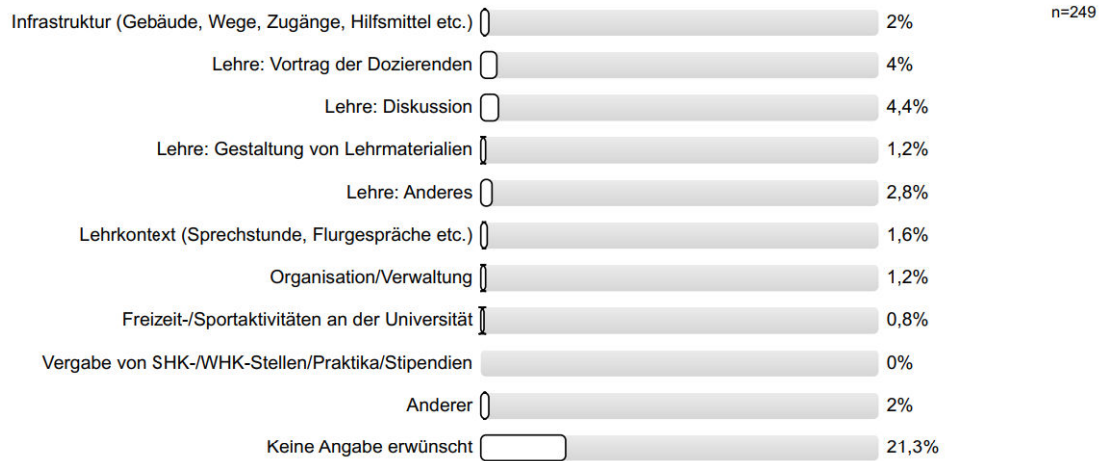 Infrastruktur (Gebäude, Wege, Zugänge, Hilfsmittel etc.) 2% n=249
Lehre: Vortrag der Dozierenden 4%
Lehre: Diskussion 4,4%
Lehre: Gestaltung von Lehrmaterialien 1,2%
Lehre: Anderes 2,8%
Lehrkontext (Sprechstunde, Flurgespräche etc.) 1,6%
Organisation/Verwaltung 1,2%
Freizeit-/Sportaktivitäten an der Universität 0,8%
Vergabe von SHK-/WHK-Stellen/Praktika/Stipendien 0%
Anderer 2%
Keine Angabe erwünscht 21,3%